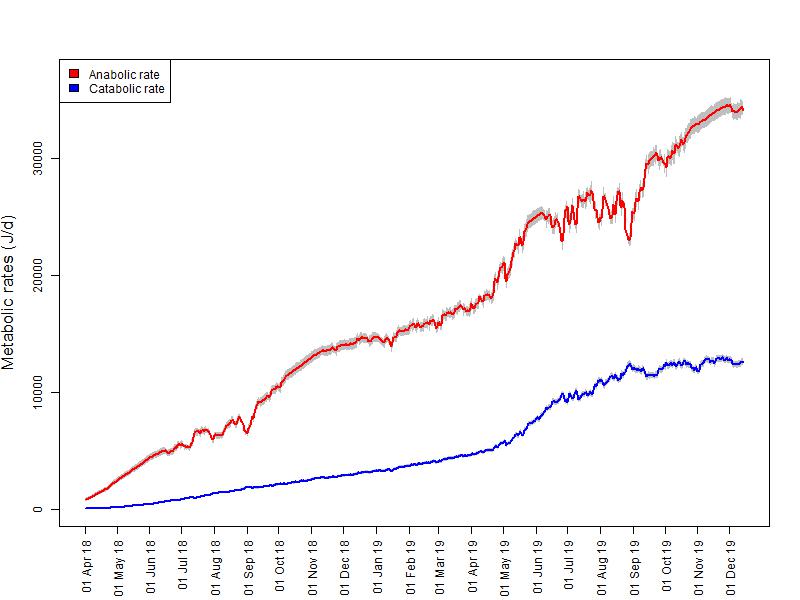 Anabolic rate
Catabolic rate
Metabolic rates (J/d)
30000
20000
10000
0
01 Apr 18
01 May 18
01 Jun 18
01 Jul 18
01 Aug 18
01 Sep 18
01 Oct 18
01 Nov 18
01 Dec 18
01 Jan 19
01 Feb 19
01 Mar 19
01 Apr 19
01 May 19
01 Jun 19
01 Jul 19
01 Aug 19
01 Sep 19
01 Oct 19
01 Nov 19
01 Dec 19